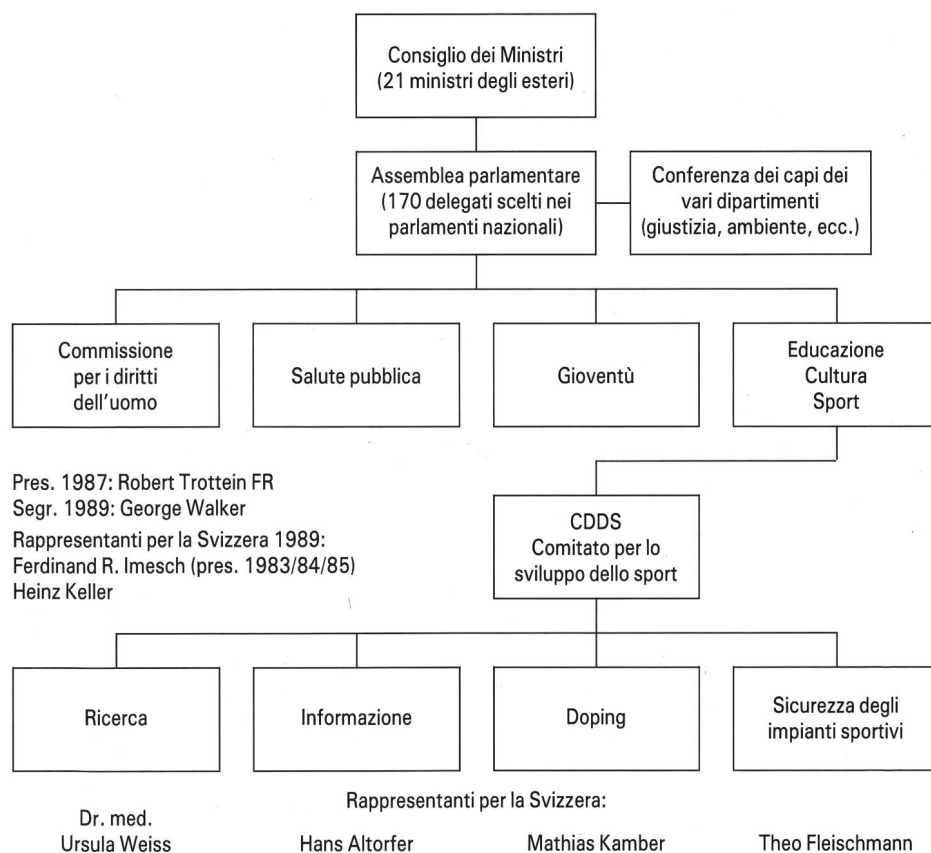 Consiglio dei Ministri
(21 ministri degli esteri)
Assemblea parlamentare
(170 delegati scelti nei
parlamenti nazionali)
Conferenza dei capi dei
vari dipartimenti
(giustizia, ambiente, ecc.)
Commissione
per i diritti
dell'uomo
Salute pubblica
Gioventù
Educazione
Cultura
Sport
Pres. 1987: Robert Trottein FR
Segr. 1989: George Walker
Rappresentanti per la Svizzera 1989:
Ferdinand R. Imesch (pres. 1983/84/85)
Heinz Keller
CDDS
Comitato per lo
sviluppo dello sport
Ricerca
Informazione
Doping
Sicurezza degli
impianti sportivi
Rappresentanti per la Svizzera:
Dr. med.
Ursula Weiss
Hans Altorfer
Mathias Kamber
Theo Fleischmann